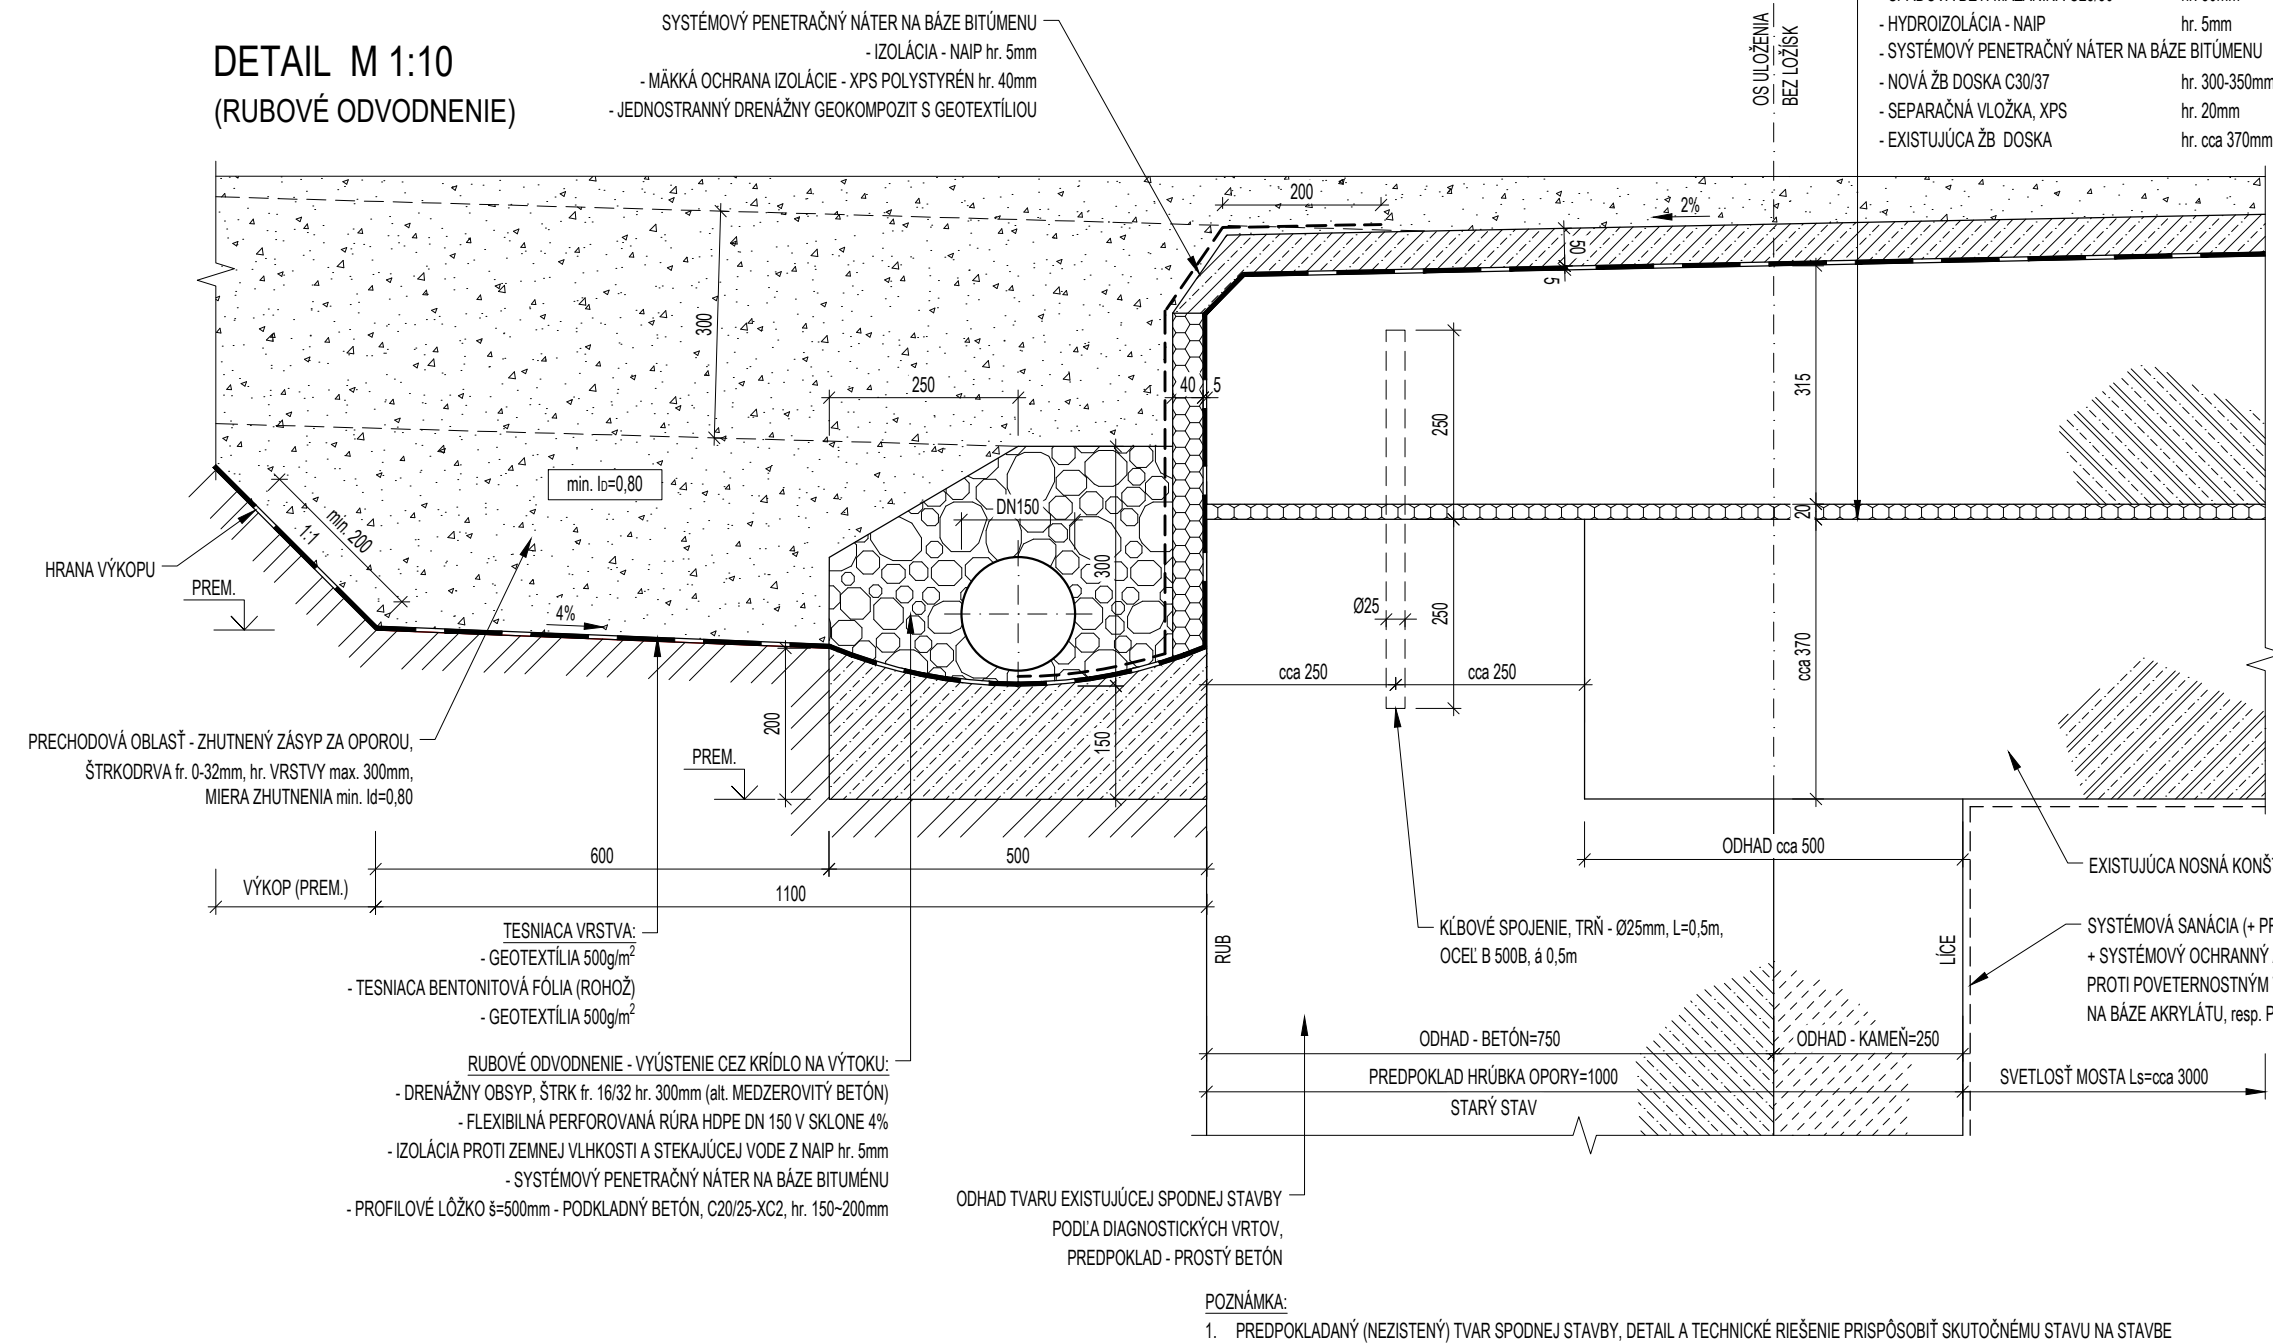 DETAIL M 1:10
(RUBOVÉ ODVODNENIE)
SYSTÉMOVÝ PENETRAČNÝ NÁTER NA BÁZE BITÚMENU
- IZOLÁCIA - NAIP hr. 5mm
- MÄKKÁ OCHRANA IZOLÁCIE - XPS POLYSTYRÉN hr. 40mm
- JEDNOSTRANNÝ DRENÁŽNY GEOKOMPOZIT S GEOTEXTÍLIOU
OS ULOŽENIA
BEZ LOŽÍSK
- HYDROIZOLÁCIA - NAIP hr. 5mm
- SYSTÉMOVÝ PENETRAČNÝ NÁTER NA BÁZE BITÚMENU
- NOVÁ ŽB DOSKA C30/37 hr. 300-350mm
- SEPARAČNÁ VLOŽKA, XPS hr. 20mm
- EXISTUJÚCA ŽB DOSKA hr. cca 370mm
200
2%
50
5
300
250
40
5
250
315
min. ID=0,80
DN150
20
min. 200
1:1
HRANA VÝKOPU
PREM.
4%
300
Ø25
250
cca 250
cca 250
cca 370
200
150
PREM.
PRECHODOVÁ OBLASŤ - ZHUTNENÝ ZÁSYP ZA OPOROU,
ŠTRKODRVA fr. 0-32mm, hr. VRSTVY max. 300mm,
MIERA ZHUTNENIA min. Id=0,80
600
500
ODHAD cca 500
VÝKOP (PREM.)
1100
EXISTUJÚCA NOSNÁ KONŠ
TESNIACA VRSTVA:
- GEOTEXTÍLIA 500g/m²
- TESNIACA BENTONITOVÁ FÓLIA (ROHOŽ)
- GEOTEXTÍLIA 500g/m²
RUB
KĹBOVÉ SPOJENIE, TRŇ - Ø25mm, L=0,5m,
OCEĽ B 500B, á 0,5m
LÍCE
SYSTÉMOVÁ SANÁCIA (+ PR
+ SYSTÉMOVÝ OCHRANNÝ
PROTI POVETERNOSTNÝM
NA BÁZE AKRYLÁTU, resp. P
ODHAD - BETÓN=750
ODHAD - KAMEŇ=250
PREDPOKLAD HRÚBKA OPORY=1000
SVETLOSŤ MOSTA Ls=cca 3000
STARÝ STAV
RUBOVÉ ODVODNENIE - VYÚSTENIE CEZ KRÍDLO NA VÝTOKU:
- DRENÁŽNY OBSYP, ŠTRK fr. 16/32 hr. 300mm (alt. MEDZEROVITÝ BETÓN)
- FLEXIBILNÁ PERFOROVANÁ RÚRA HDPE DN 150 V SKLONE 4%
- IZOLÁCIA PROTI ZEMNEJ VLHKOSTI A STEKAJÚCEJ VODE Z NAIP hr. 5mm
- SYSTÉMOVÝ PENETRAČNÝ NÁTER NA BÁZE BITUMÉNU
- PROFILOVÉ LÔŽKO š=500mm - PODKLADNÝ BETÓN, C20/25-XC2, hr. 150~200mm
ODHAD TVARU EXISTUJÚCEJ SPODNEJ STAVBY
PODĽA DIAGNOSTICKÝCH VRTOV,
PREDPOKLAD - PROSTÝ BETÓN
POZNÁMKA:
1. PREDPOKLADANÝ (NEZISTENÝ) TVAR SPODNEJ STAVBY, DETAIL A TECHNICKÉ RIEŠENIE PRISPÔSOBIŤ SKUTOČNÉMU STAVU NA STAVBE